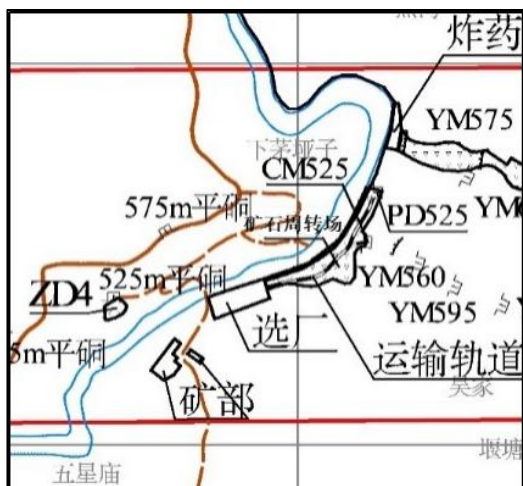 炸药
YM575
下茅垭子
CM525
575m平硐
矿石周转场
PD525
YM
525m平硐
YM560
ZD4
YM595
选厂
5m平硐
运输轨道
矿部
吴家
堰塘
五星庙